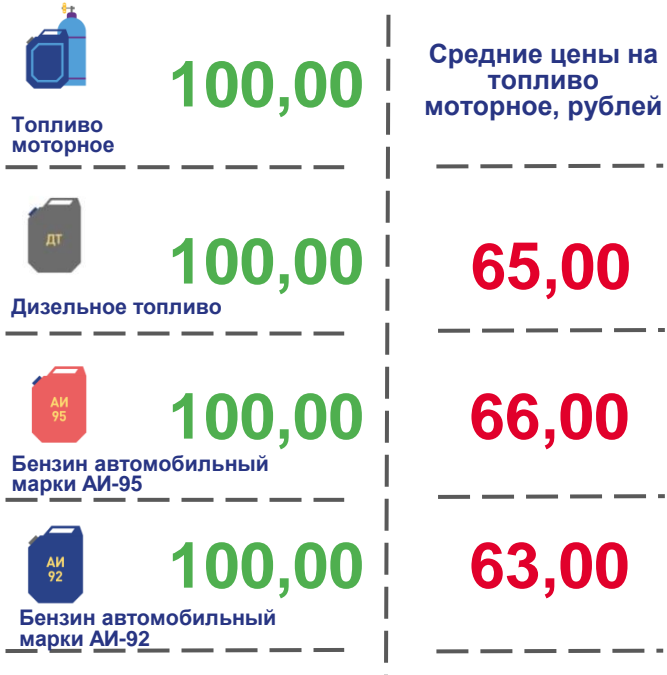 100,00
Топливо
моторное
Средние цены на
топливо
моторное, рублей
ДТ
100,00
Дизельное топливо
65,00
АИ
95
100,00
Бензин автомобильный
марки АИ-95
66,00
АИ
92
100,00
Бензин автомобильный
марки АИ-92
63,00